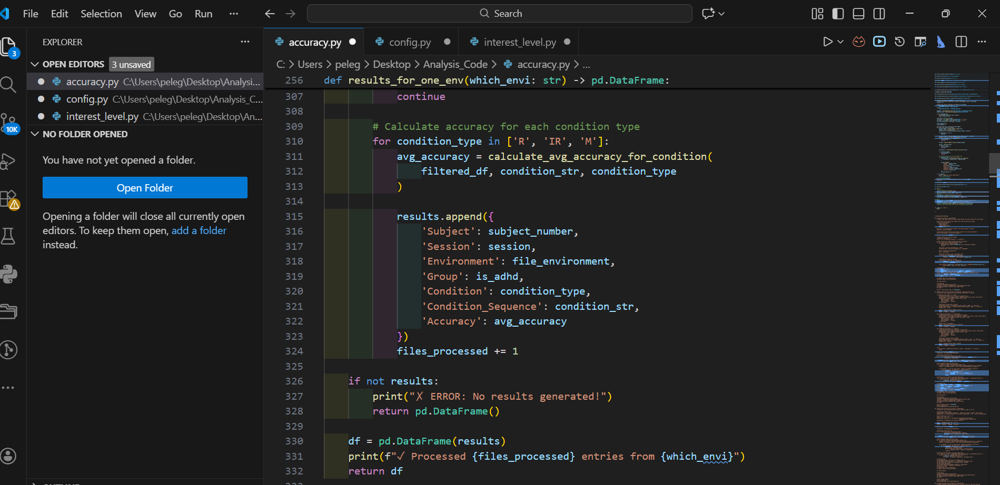 File Edit Selection View Go Run ··· Search
EXPLORER ···
accuracy.py config.py interest_level.py
3
OPEN EDITORS 3 unsaved
C: > Users > peleg > Desktop > Analysis_Code > accuracy.py > ...
accuracy.py C:\Users\peleg\Desktop\Analysi...
config.py C:\Users\peleg\Desktop\Analysis_C...
interest_level.py C:\Users\peleg\Desktop\An...
10K
NO FOLDER OPENED
You have not yet opened a folder.
Open Folder
Opening a folder will close all currently open
editors. To keep them open, add a folder
instead.
256 def results_for_one_env(which_envi: str) -> pd.DataFrame:
307 continue
308
309 # Calculate accuracy for each condition type
310 for condition_type in ['R', 'IR', 'M']:
311 avg_accuracy = calculate_avg_accuracy_for_condition(
312 filtered_df, condition_str, condition_type
313 )
314
315 results.append({
316 'Subject': subject_number,
317 'Session': session,
318 'Environment': file_environment,
319 'Group': is_adhd,
320 'Condition': condition_type,
321 'Condition_Sequence': condition_str,
322 'Accuracy': avg_accuracy
323 })
324 files_processed += 1
325
326 if not results:
327 print("✗ ERROR: No results generated!")
328 return pd.DataFrame()
329
330 df = pd.DataFrame(results)
331 print(f"✓ Processed {files_processed} entries from {which_envi}")
332 return df